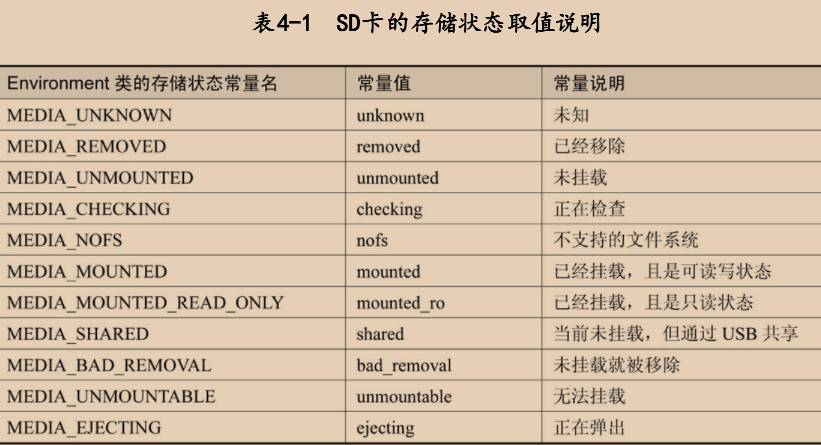 表4-1 SD卡的存储状态取值说明
Environment 类的存储状态常量名 常量值 常量说明
MEDIA_UNKNOWN unknown 未知
MEDIA_REMOVED removed 已经移除
MEDIA_UNMOUNTED unmounted 未挂载
MEDIA_CHECKING checking 正在检查
MEDIA_NOFS nofs 不支持的文件系统
MEDIA_MOUNTED mounted 已经挂载，且是可读写状态
MEDIA_MOUNTED_READ_ONLY mounted_ro 已经挂载，且是只读状态
MEDIA_SHARED shared 当前未挂载，但通过 USB 共享
MEDIA_BAD_REMOVAL bad_removal 未挂载就被移除
MEDIA_UNMOUNTABLE unmountable 无法挂载
MEDIA_EJECTING ejecting 正在弹出